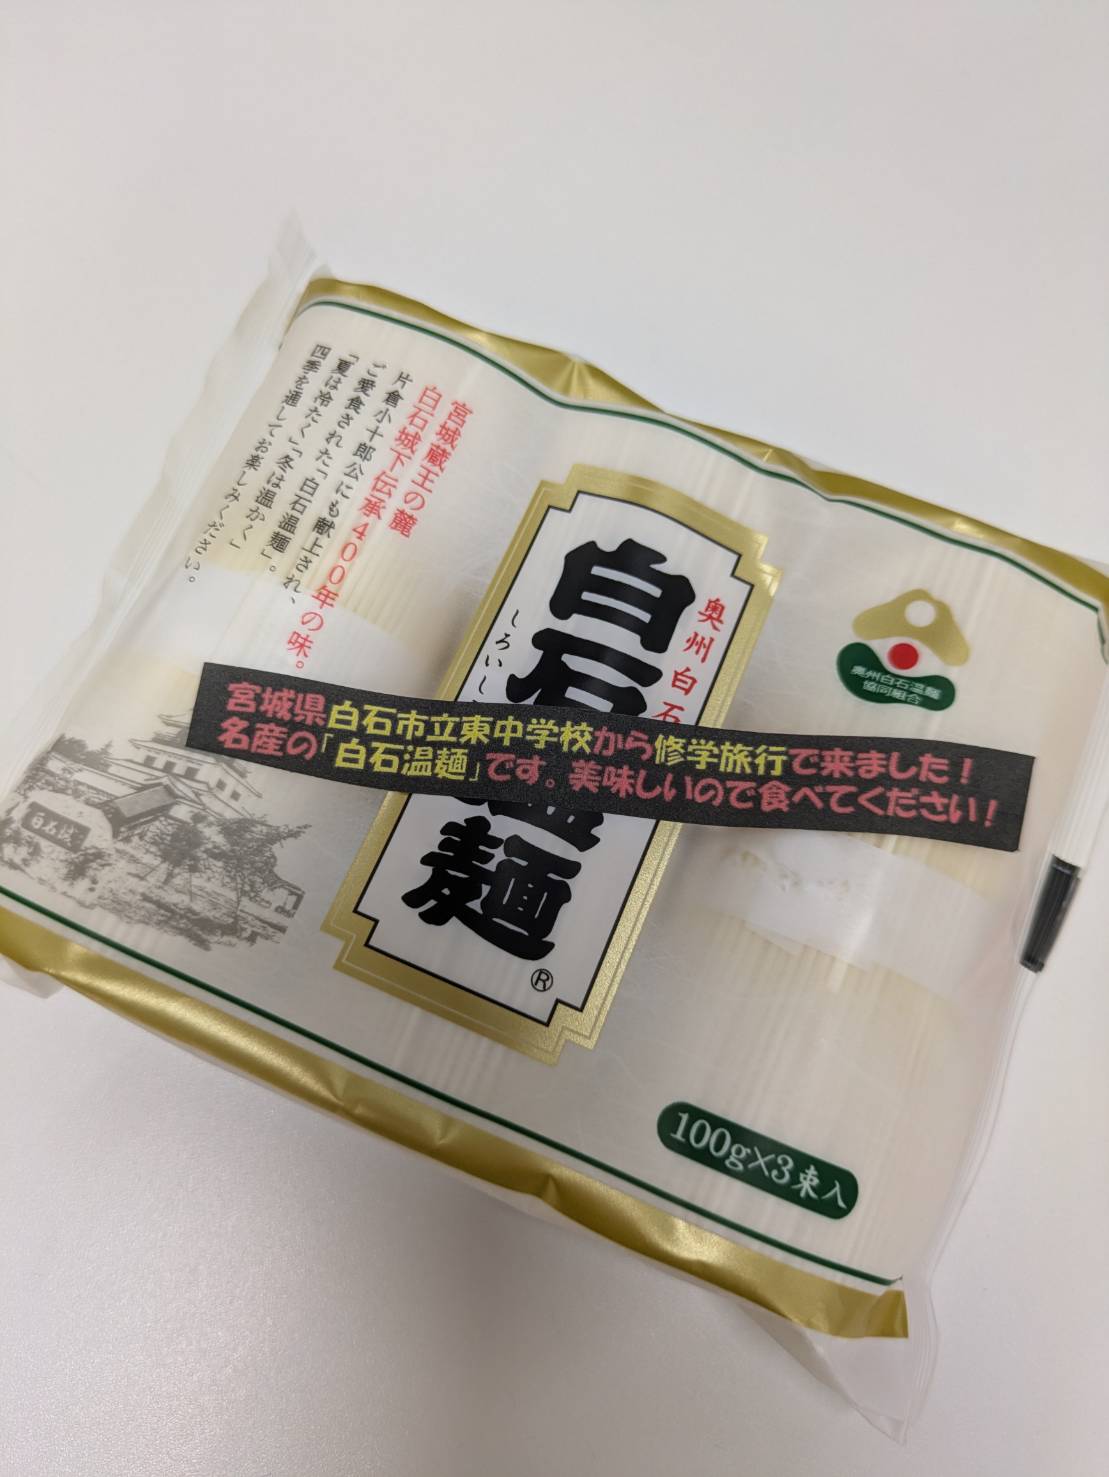 宮城蔵王の麓
白石城下伝承400年の味。
片倉小十郎公にも献上され、
ご愛食された「白石温麺」。
「夏は冷たく」「冬は温かく」
四季を通してお楽しみください。
奥州白石
白石温麺
しろいし
®
奥州白石温麺
協同組合
宮城県白石市立東中学校から修学旅行で来ました！
名産の「白石温麺」です。美味しいので食べてください！
白石城
100g×3束入